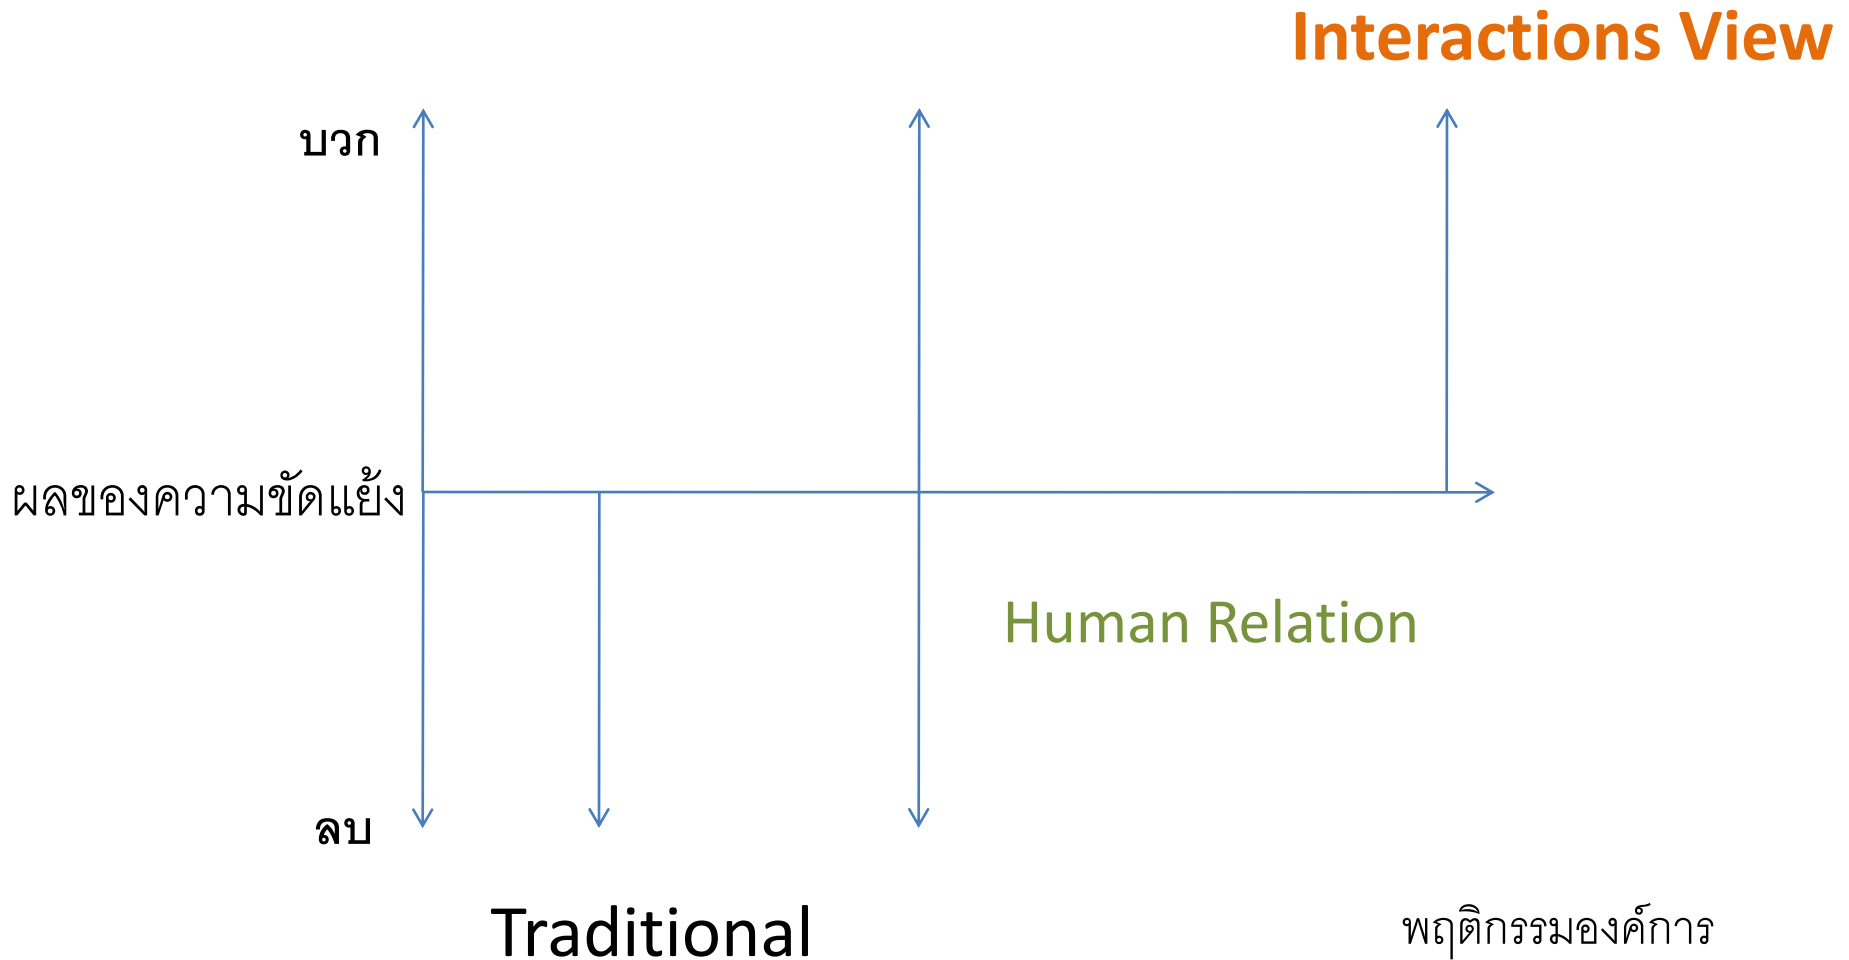 Interactions View
บวก
ผลของความขัดแย้ง
Human Relation
ลบ
Traditional
พฤติกรรมองค์การ